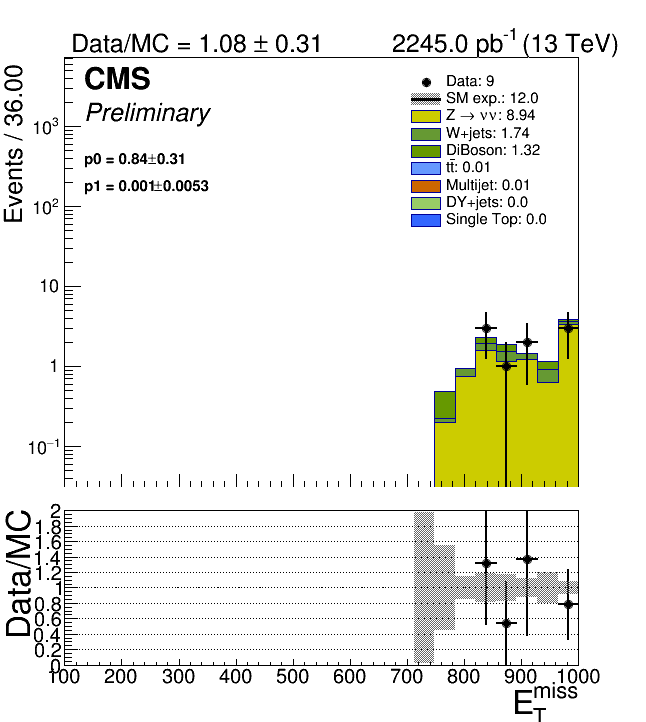 Data/MC = 1.08 ± 0.31 2245.0 pb⁻¹ (13 TeV)
CMS
Preliminary
p0 = 0.84±0.31
p1 = 0.001±0.0053
Data: 9
SM exp.: 12.0
Z → νν: 8.94
W+jets: 1.74
DiBoson: 1.32
tt̄: 0.01
Multijet: 0.01
DY+jets: 0.0
Single Top: 0.0
Events / 36.00
10³
10²
10
1
10⁻¹
Data/MC
2
1.8
1.6
1.4
1.2
1
0.8
0.6
0.4
0.2
0
100 200 300 400 500 600 700 800 900 1000
E_T^miss